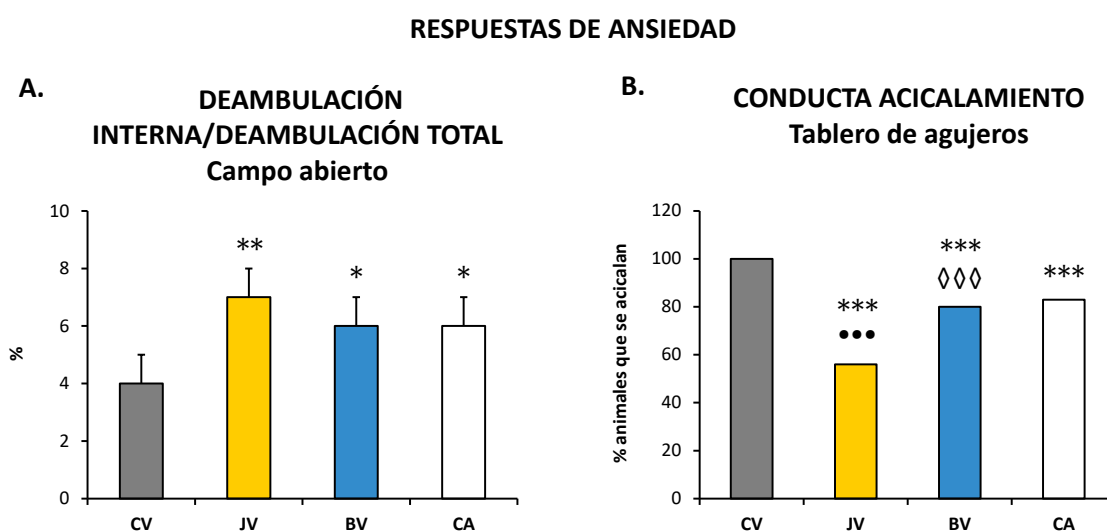 RESPUESTAS DE ANSIEDAD
A.
DEAMBULACIÓN
INTERNA/DEAMBULACIÓN TOTAL
Campo abierto
10
8
6
4
2
0
%
**
*
*
CV
JV
BV
CA
B.
CONDUCTA ACICALAMIENTO
Tablero de agujeros
120
100
80
60
40
20
0
% animales que se acicalan
***
•••
***
◊◊◊
***
CV
JV
BV
CA